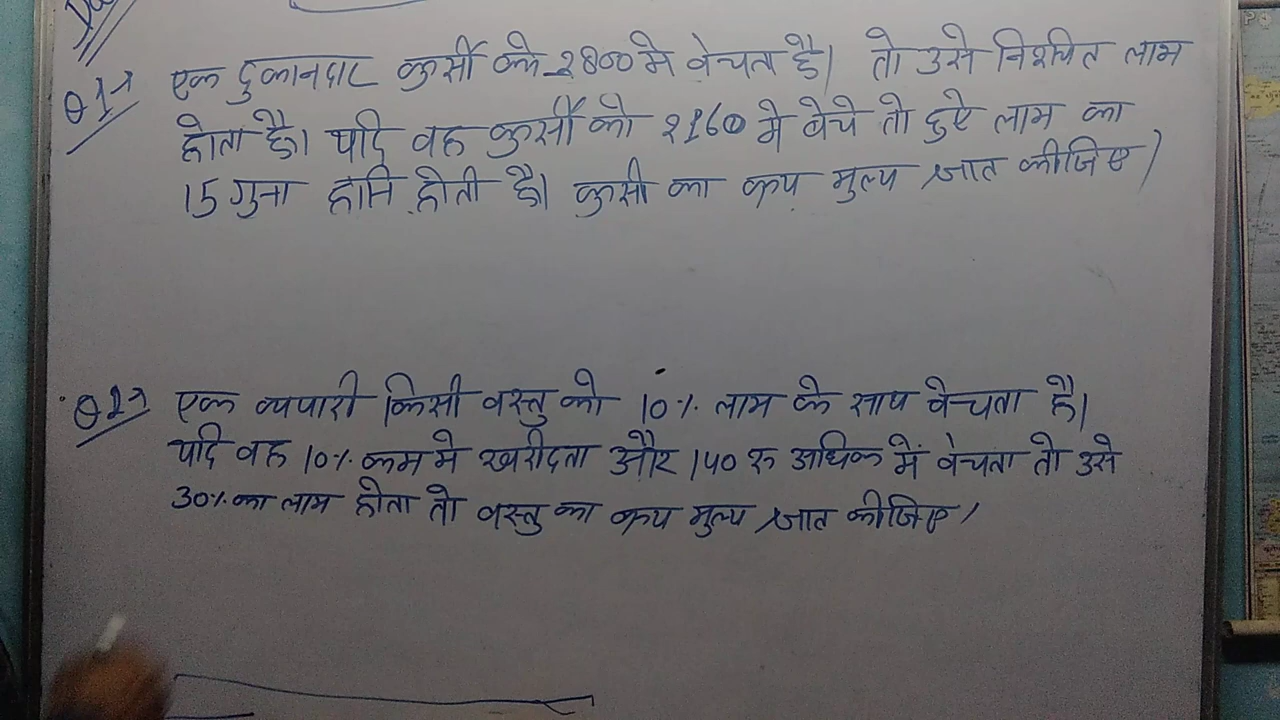 Q1→ एक दुकानदार कुर्सी को 2800 मे बेचता है। तो उसे निश्चित लाभ
होता है। यदि वह कुर्सी को 2160 मे बेचे तो हुऐ लाभ का
15 गुना हानि होती है। कुर्सी का क्रय मुल्य ज्ञात कीजिए।
Q2→ एक व्यपारी किसी वस्तु को 10% लाभ के साथ बेचता है।
यदि वह 10% कम मे खरीदता और 140 रु अधिक में बेचता तो उसे
30% का लाभ होता तो वस्तु का क्रय मुल्य ज्ञात कीजिए।